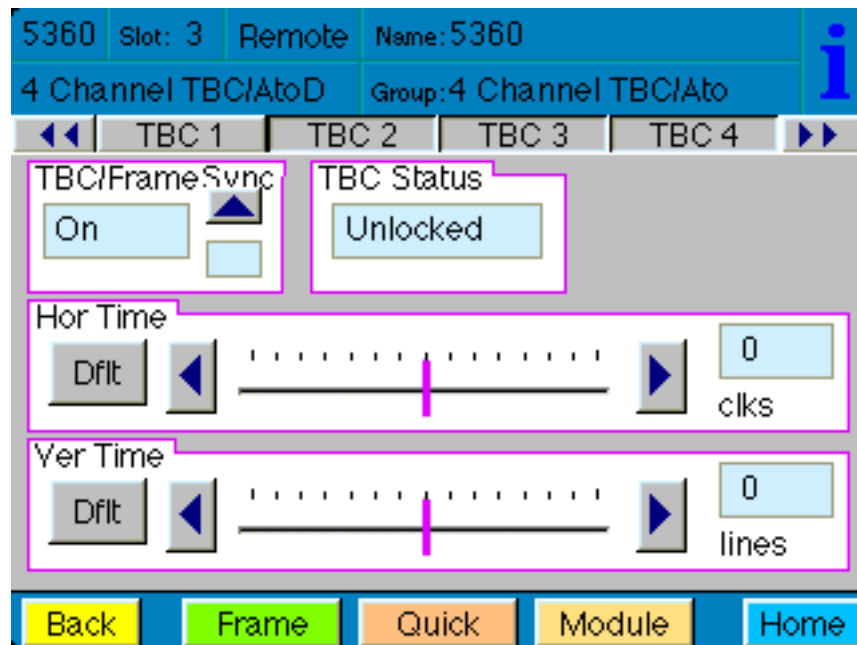 5360 Slot: 3 Remote Name:5360
4 Channel TBC/AtoD Group:4 Channel TBC/Ato
TBC 1 TBC 2 TBC 3 TBC 4
TBC/FrameSync TBC Status
On Unlocked
Hor Time
Dflt 0
clks
Ver Time
Dflt 0
lines
Back Frame Quick Module Home